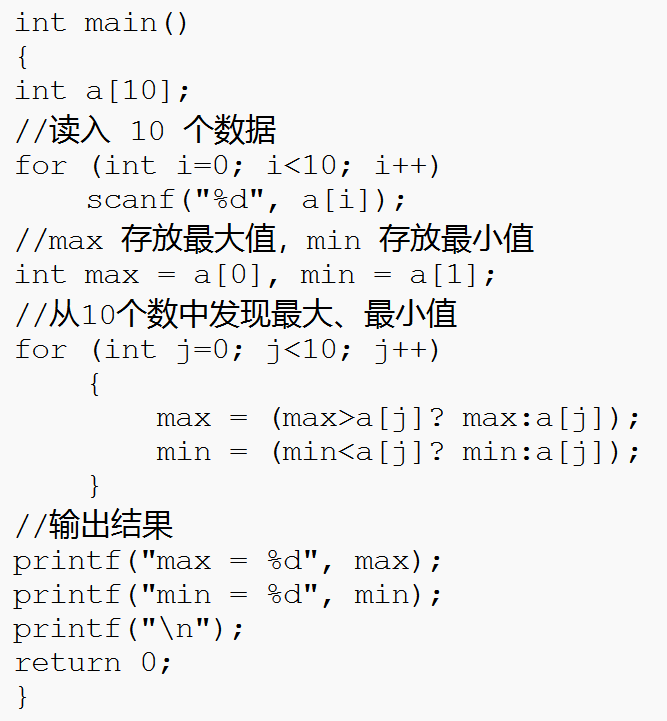 int main()
{
int a[10];
//读入 10 个数据
for (int i=0; i<10; i++)
    scanf("%d", a[i]);
//max 存放最大值，min 存放最小值
int max = a[0], min = a[1];
//从10个数中发现最大、最小值
for (int j=0; j<10; j++)
    {
        max = (max>a[j]? max:a[j]);
        min = (min<a[j]? min:a[j]);
    }
//输出结果
printf("max = %d", max);
printf("min = %d", min);
printf("\n");
return 0;
}